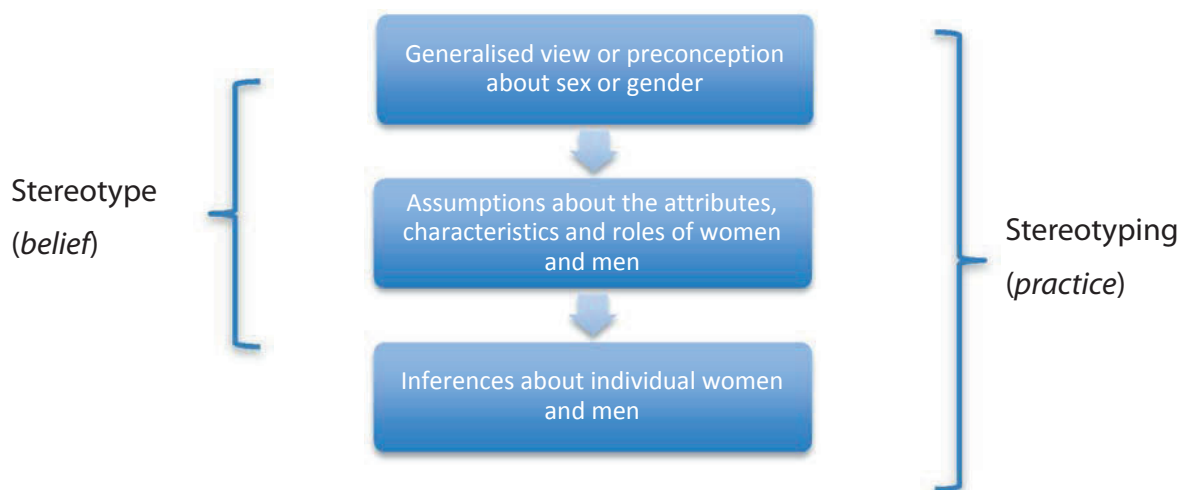 Generalised view or preconception
about sex or gender
Stereotype
(belief)
Assumptions about the attributes,
characteristics and roles of women
and men
Stereotyping
(practice)
Inferences about individual women
and men